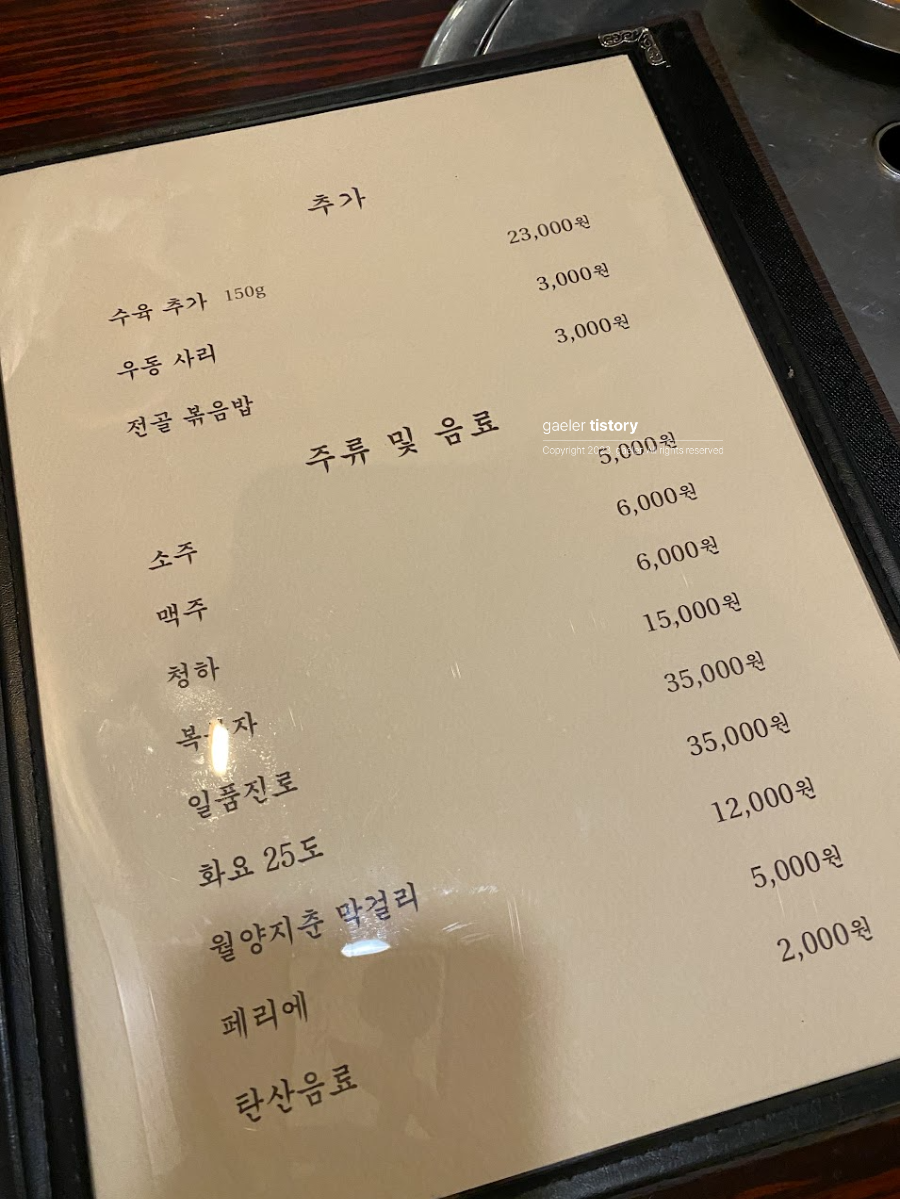 추가
수육 추가 150g 23,000원
우동 사리 3,000원
전골 볶음밥 3,000원
주류 및 음료
gaeler tistory
Copyright rights reserved
소주 5,000원
맥주 6,000원
청하 6,000원
15,000원
일품진로 35,000원
화요 25도 35,000원
월양지춘 막걸리 12,000원
페리에 5,000원
탄산음료 2,000원